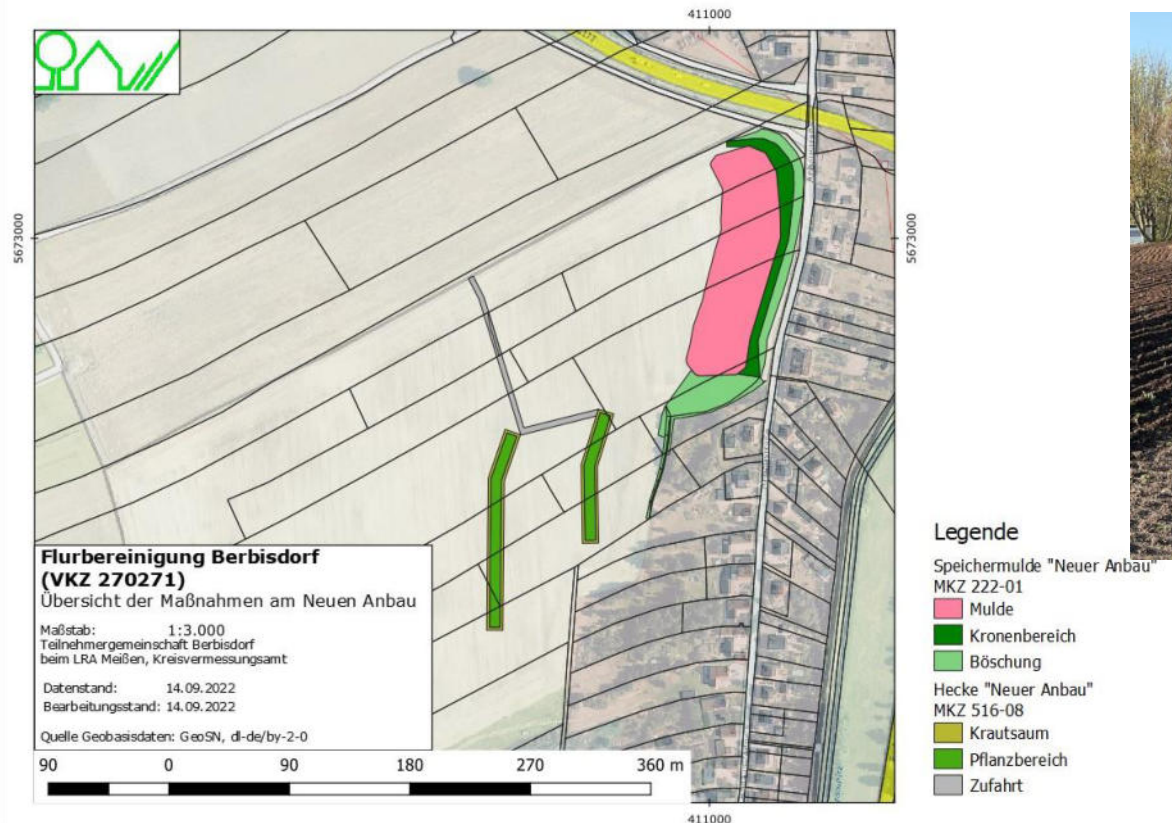 411000
5673000
5673000
Flurbereinigung Berbisdorf
(VKZ 270271)
Übersicht der Maßnahmen am Neuen Anbau
Maßstab: 1:3.000
Teilnehmergemeinschaft Berbisdorf
beim LRA Meißen, Kreisvermessungsamt
Datenstand: 14.09.2022
Bearbeitungsstand: 14.09.2022
Quelle Geobasisdaten: GeoSN, dl-de/by-2-0
90 0 90 180 270 360 m
411000
Legende
Speichermulde "Neuer Anbau"
MKZ 222-01
Mulde
Kronenbereich
Böschung
Hecke "Neuer Anbau"
MKZ 516-08
Krautsaum
Pflanzbereich
Zufahrt